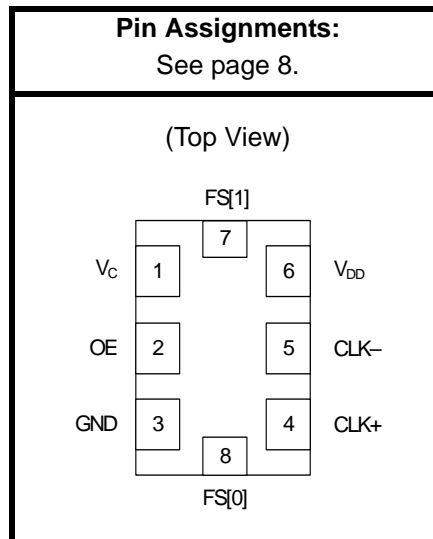 Pin Assignments:
See page 8.
(Top View)
FS[1]
7
VC 1 6 VDD
OE 2 5 CLK–
GND 3 4 CLK+
8
FS[0]